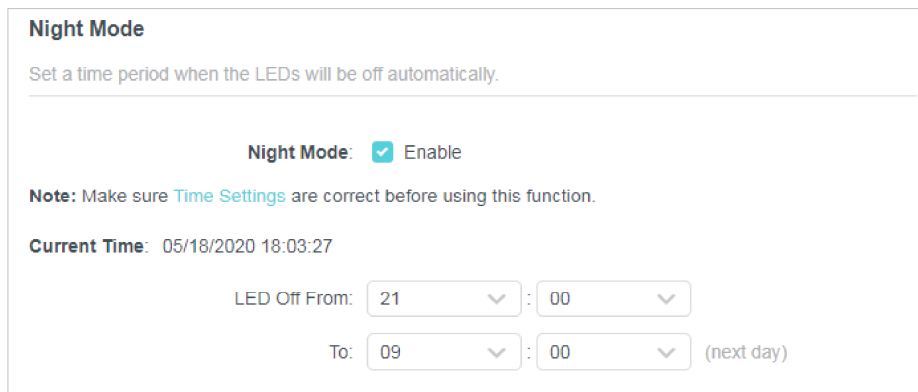 Night Mode
Set a time period when the LEDs will be off automatically.
Night Mode: Enable
Note: Make sure Time Settings are correct before using this function.
Current Time: 05/18/2020 18:03:27
LED Off From: 21 : 00
To: 09 : 00 (next day)